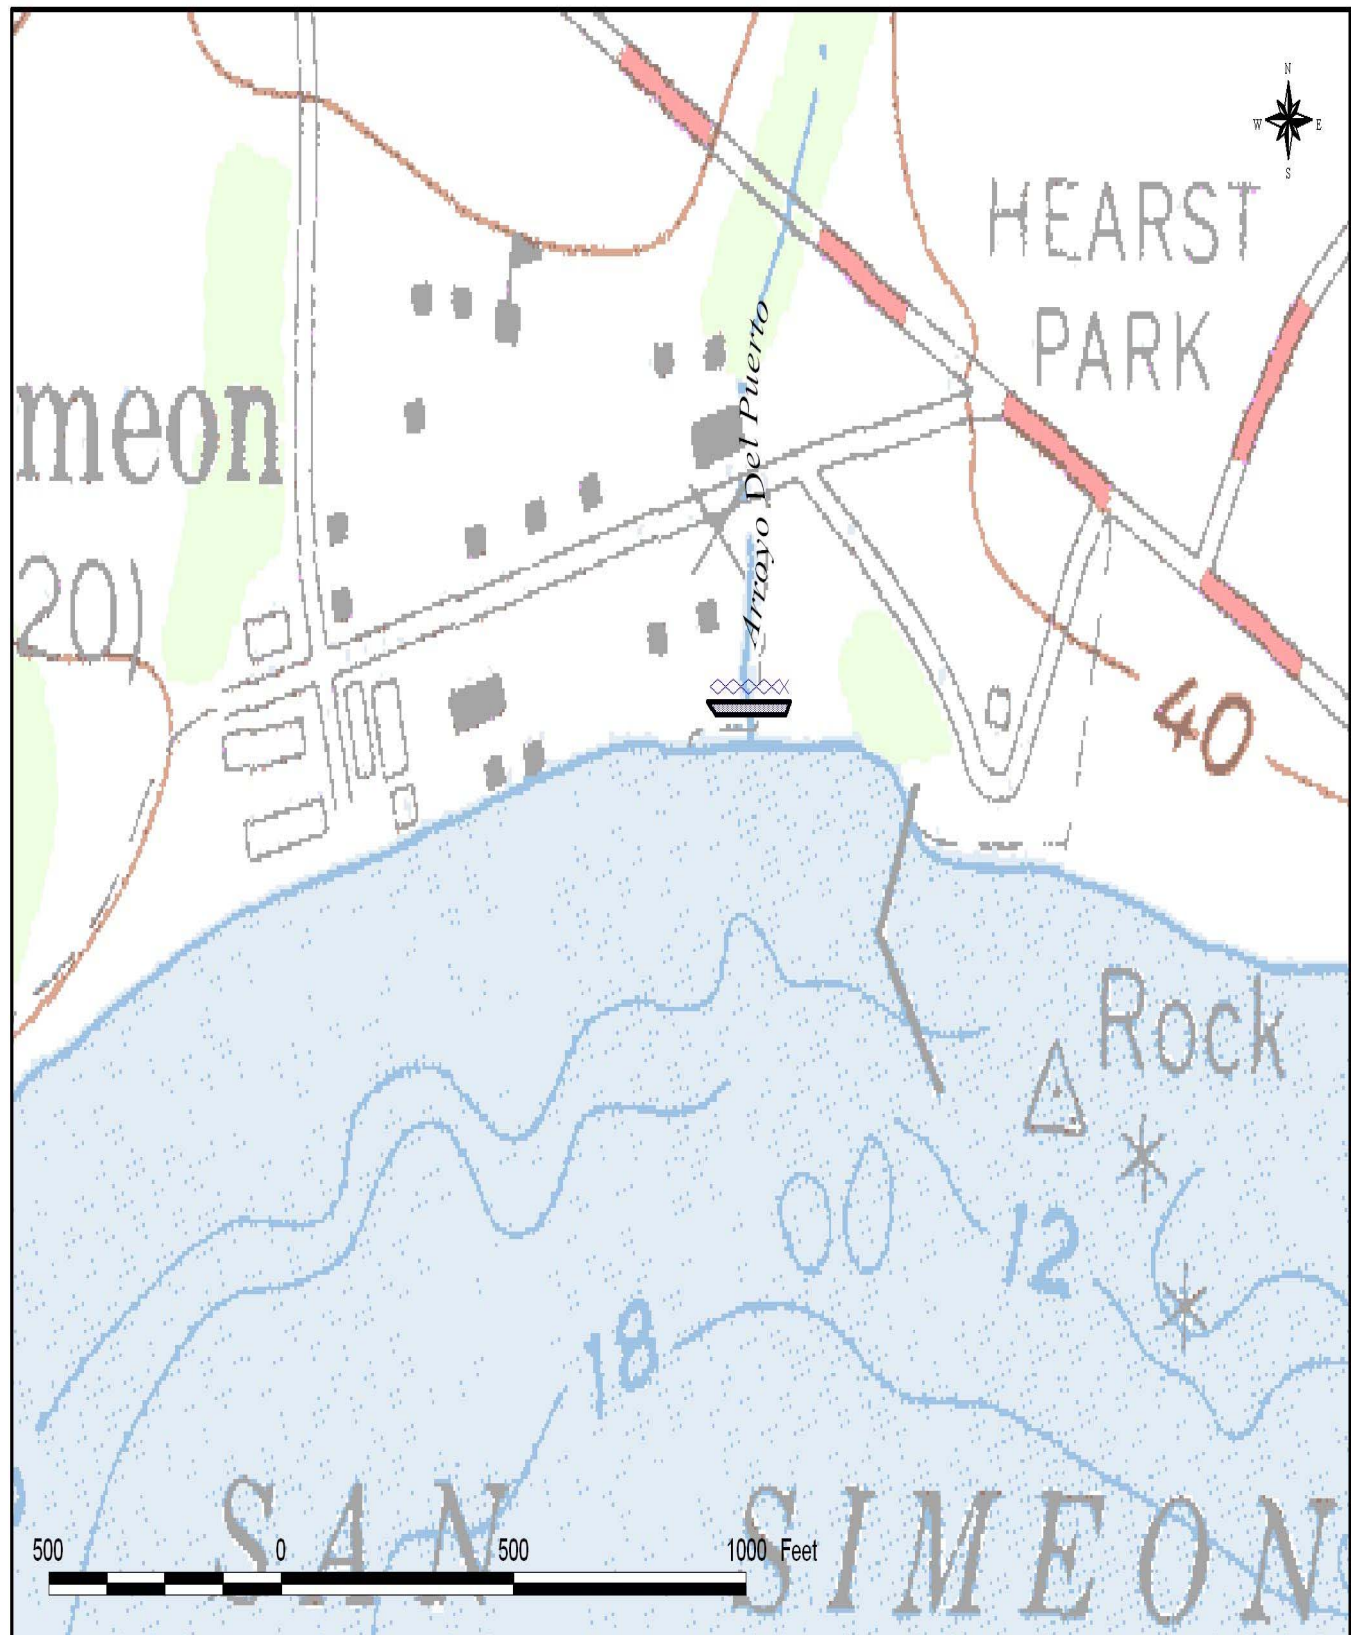 N
W E
S
HEARST
PARK
meon
20)
Arroyo Del Puerto
40
Rock
12
18
SAN SIMEON
500 0 500 1000 Feet